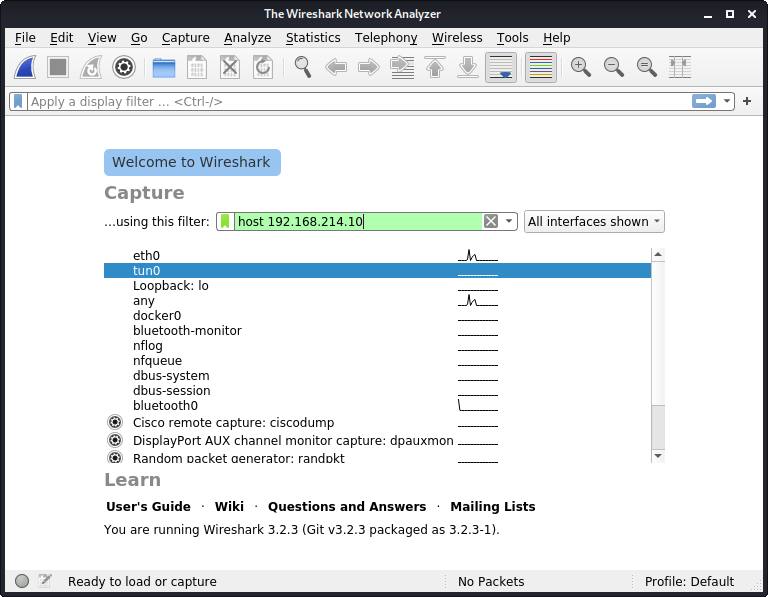 The Wireshark Network Analyzer
File Edit View Go Capture Analyze Statistics Telephony Wireless Tools Help
Apply a display filter ... <Ctrl-/>
Welcome to Wireshark
Capture
...using this filter: host 192.168.214.10 All interfaces shown
eth0
tun0
Loopback: lo
any
docker0
bluetooth-monitor
nflog
nfqueue
dbus-system
dbus-session
bluetooth0
Cisco remote capture: ciscodump
DisplayPort AUX channel monitor capture: dpauxmon
Random packet generator: randpkt
Learn
User's Guide · Wiki · Questions and Answers · Mailing Lists
You are running Wireshark 3.2.3 (Git v3.2.3 packaged as 3.2.3-1).
Ready to load or capture No Packets Profile: Default